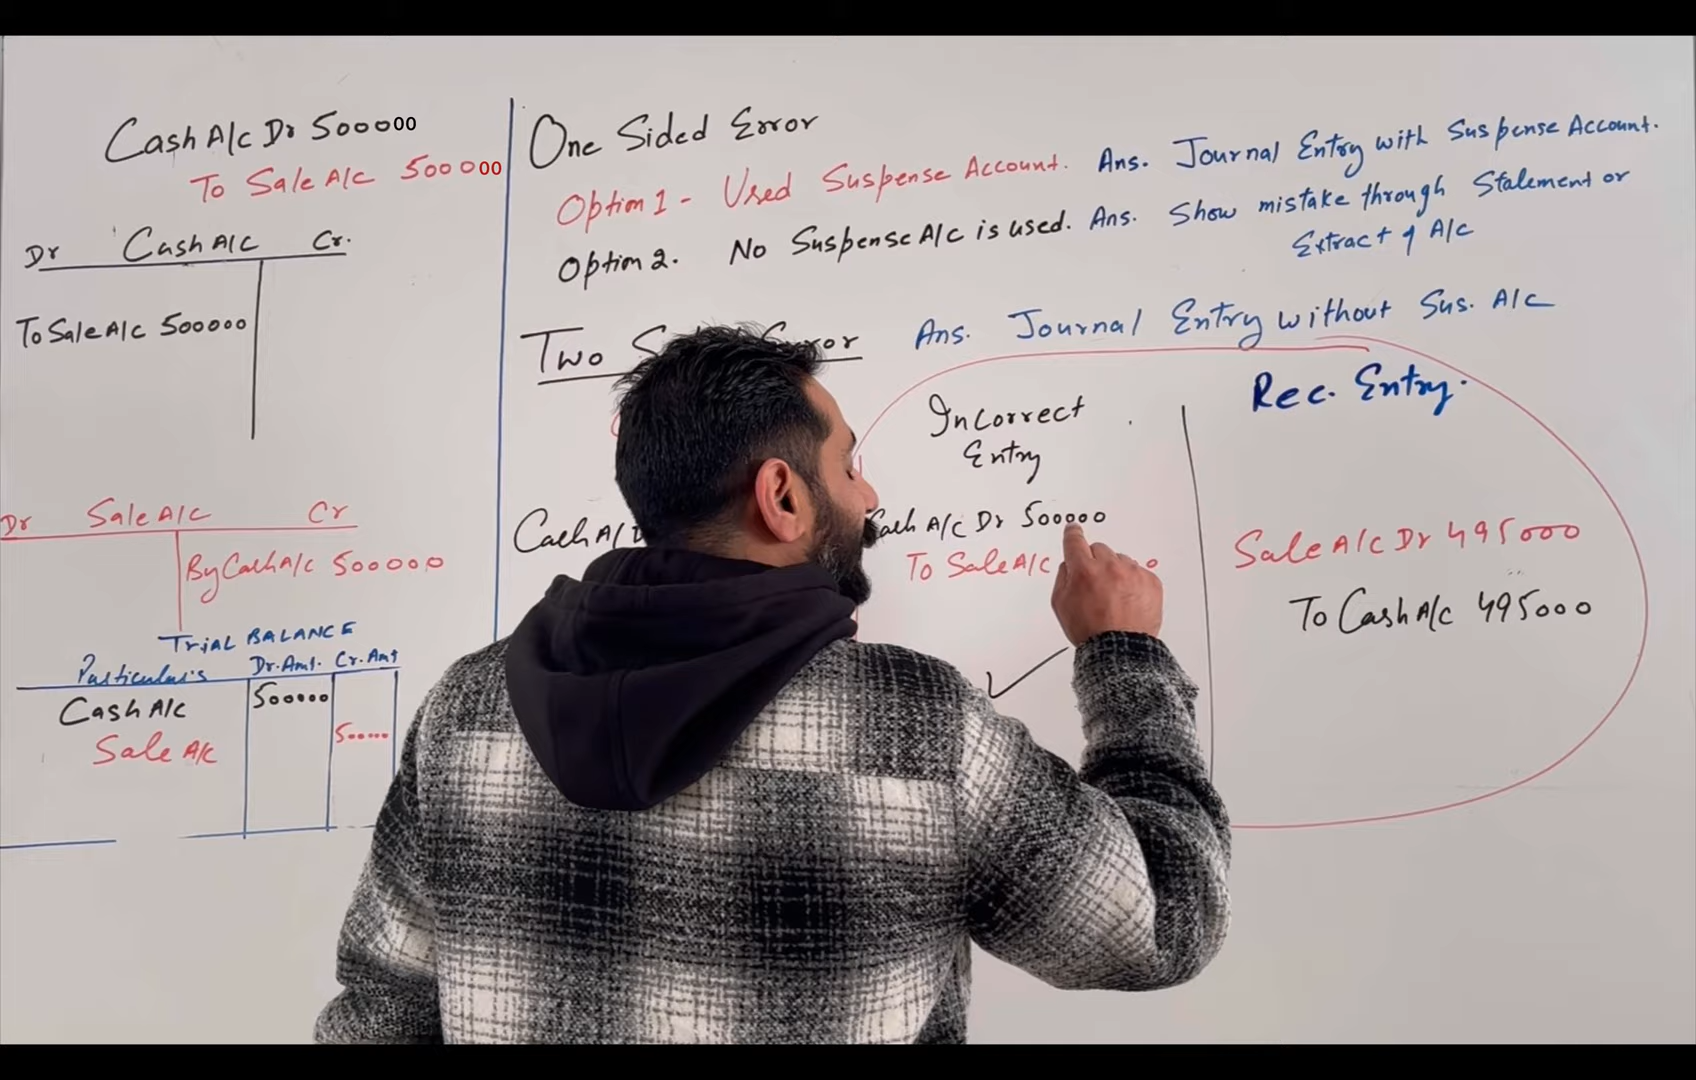 Cash A/c Dr 500000
To Sale A/c 500000
Dr Cash A/c Cr.
To Sale A/c 500000
Dr Sale A/c Cr
By Cash A/c 500000
TriAL BALANCE
Particulars Dr. Amt. Cr. Amt
Cash A/c 500000
Sale A/c
One Sided Error
Option 1 - Used Suspense Account. Ans. Journal Entry with Suspense Account.
Option 2. No Suspense A/c is used. Ans. Show mistake through Statement or
Extract of A/c
Two Error Ans. Journal Entry without Sus. A/c
Incorrect
Entry
Cash A/c
Cash A/c Dr 500000
To Sale A/c
Rec. Entry.
Sale A/c Dr 495000
To Cash A/c 495000